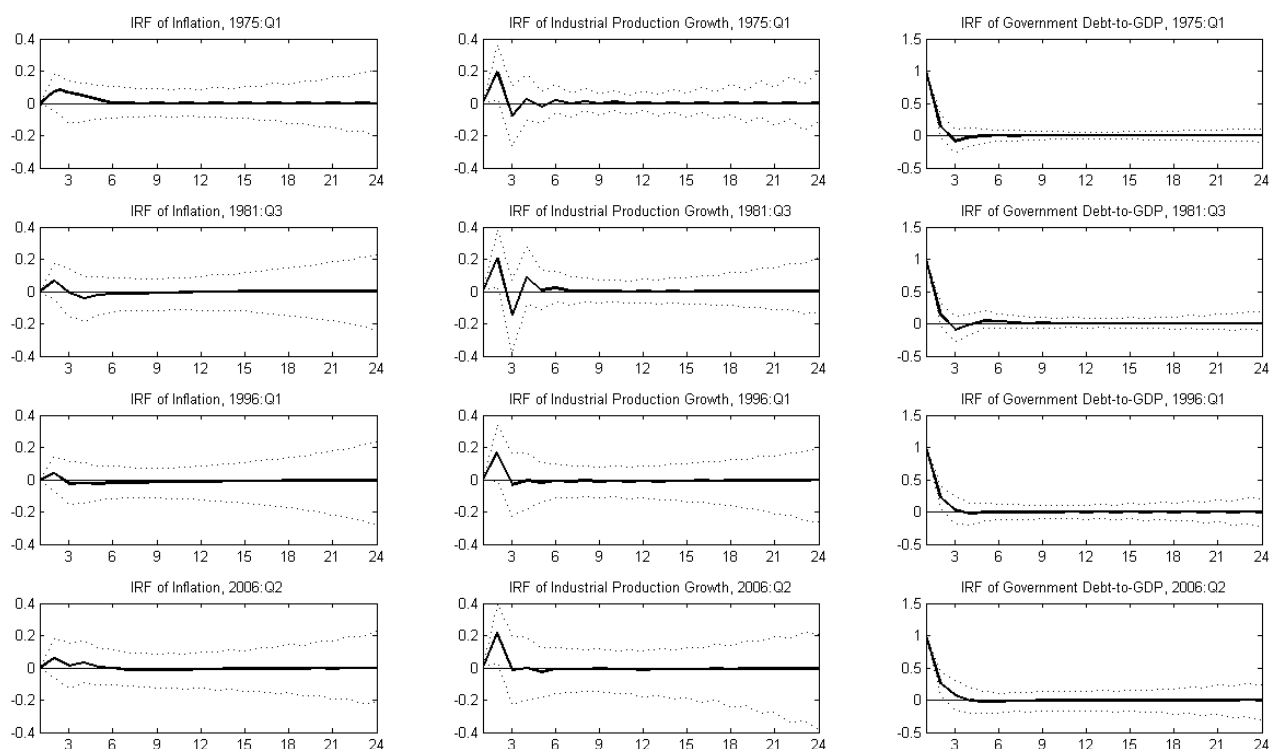 IRF of Inflation, 1975:Q1
0.4
0.2
0
-0.2
-0.4
3 6 9 12 15 18 21 24
IRF of Industrial Production Growth, 1975:Q1
0.4
0.2
0
-0.2
-0.4
3 6 9 12 15 18 21 24
IRF of Government Debt-to-GDP, 1975:Q1
1.5
1
0.5
0
-0.5
3 6 9 12 15 18 21 24
IRF of Inflation, 1981:Q3
0.4
0.2
0
-0.2
-0.4
3 6 9 12 15 18 21 24
IRF of Industrial Production Growth, 1981:Q3
0.4
0.2
0
-0.2
-0.4
3 6 9 12 15 18 21 24
IRF of Government Debt-to-GDP, 1981:Q3
1.5
1
0.5
0
-0.5
3 6 9 12 15 18 21 24
IRF of Inflation, 1996:Q1
0.4
0.2
0
-0.2
-0.4
3 6 9 12 15 18 21 24
IRF of Industrial Production Growth, 1996:Q1
0.4
0.2
0
-0.2
-0.4
3 6 9 12 15 18 21 24
IRF of Government Debt-to-GDP, 1996:Q1
1.5
1
0.5
0
-0.5
3 6 9 12 15 18 21 24
IRF of Inflation, 2006:Q2
0.4
0.2
0
-0.2
-0.4
3 6 9 12 15 18 21 24
IRF of Industrial Production Growth, 2006:Q2
0.4
0.2
0
-0.2
-0.4
3 6 9 12 15 18 21 24
IRF of Government Debt-to-GDP, 2006:Q2
1.5
1
0.5
0
-0.5
3 6 9 12 15 18 21 24